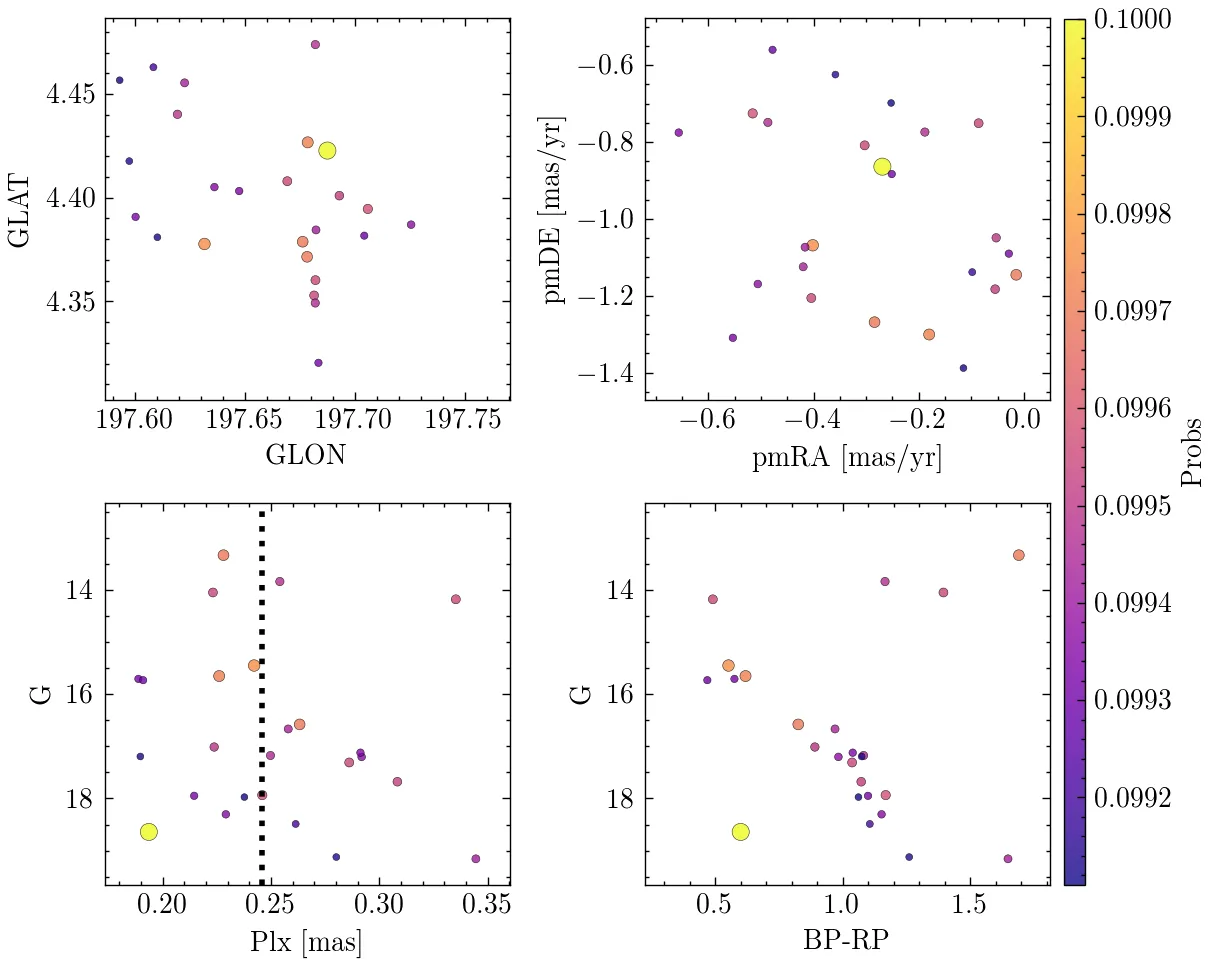 4.45
4.40
4.35
GLAT
197.60 197.65 197.70 197.75
GLON
−0.6
−0.8
−1.0
−1.2
−1.4
pmDE [mas/yr]
−0.6 −0.4 −0.2 0.0
pmRA [mas/yr]
14
16
18
G
0.20 0.25 0.30 0.35
Plx [mas]
14
16
18
G
0.5 1.0 1.5
BP-RP
0.1000
0.0999
0.0998
0.0997
0.0996
0.0995
0.0994
0.0993
0.0992
Probs